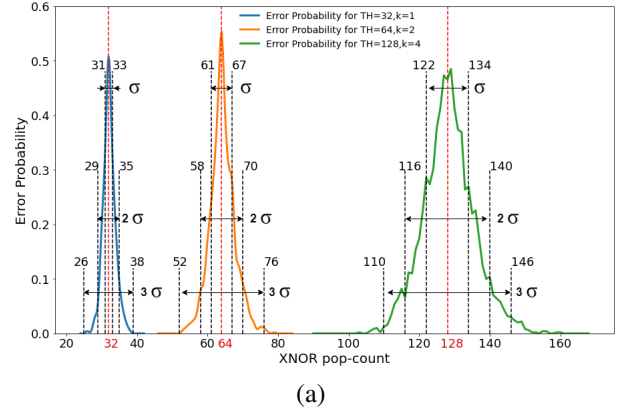 Error Probability for TH=32,k=1
Error Probability for TH=64,k=2
Error Probability for TH=128,k=4
0.6
0.5
0.4
0.3
0.2
0.1
0.0
Error Probability
31 33
σ
29 35
2 σ
26 38
3 σ
61 67
σ
58 70
2 σ
52 76
3 σ
122 134
σ
116 140
2 σ
110 146
3 σ
20 32 40 60 64 80 100 120 128 140 160
XNOR pop-count
(a)